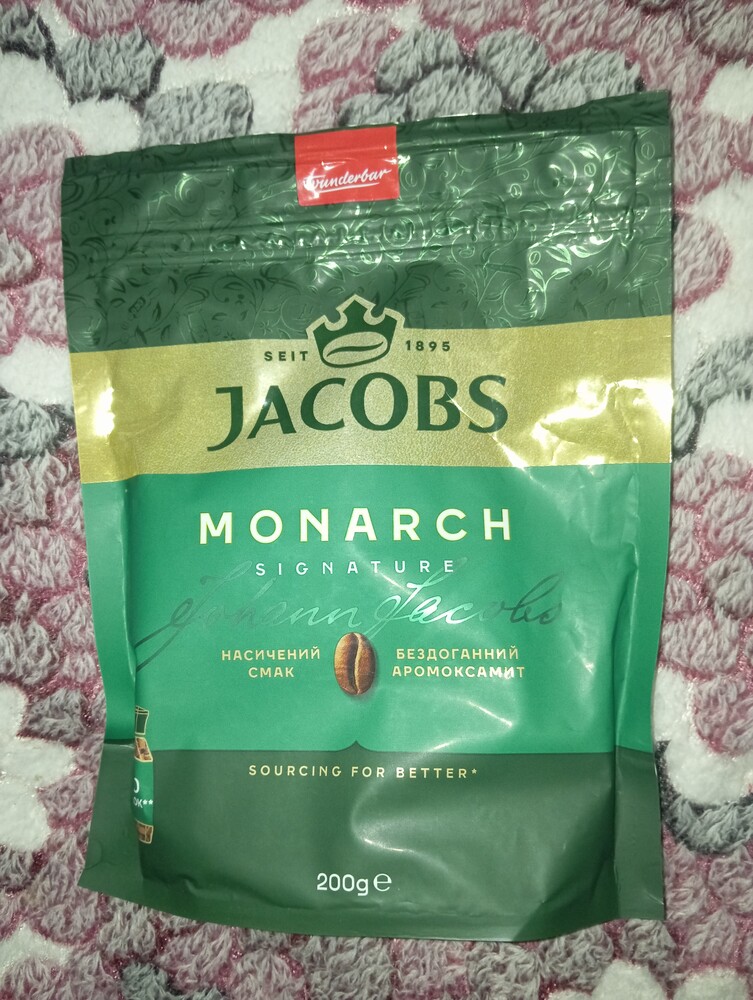 wunderbar
SEIT 1895
JACOBS
MONARCH
SIGNATURE
Johann Jacobs
НАСИЧЕНИЙ
СМАК
БЕЗДОГАННИЙ
АРОМОКСАМИТ
SOURCING FOR BETTER*
200g e